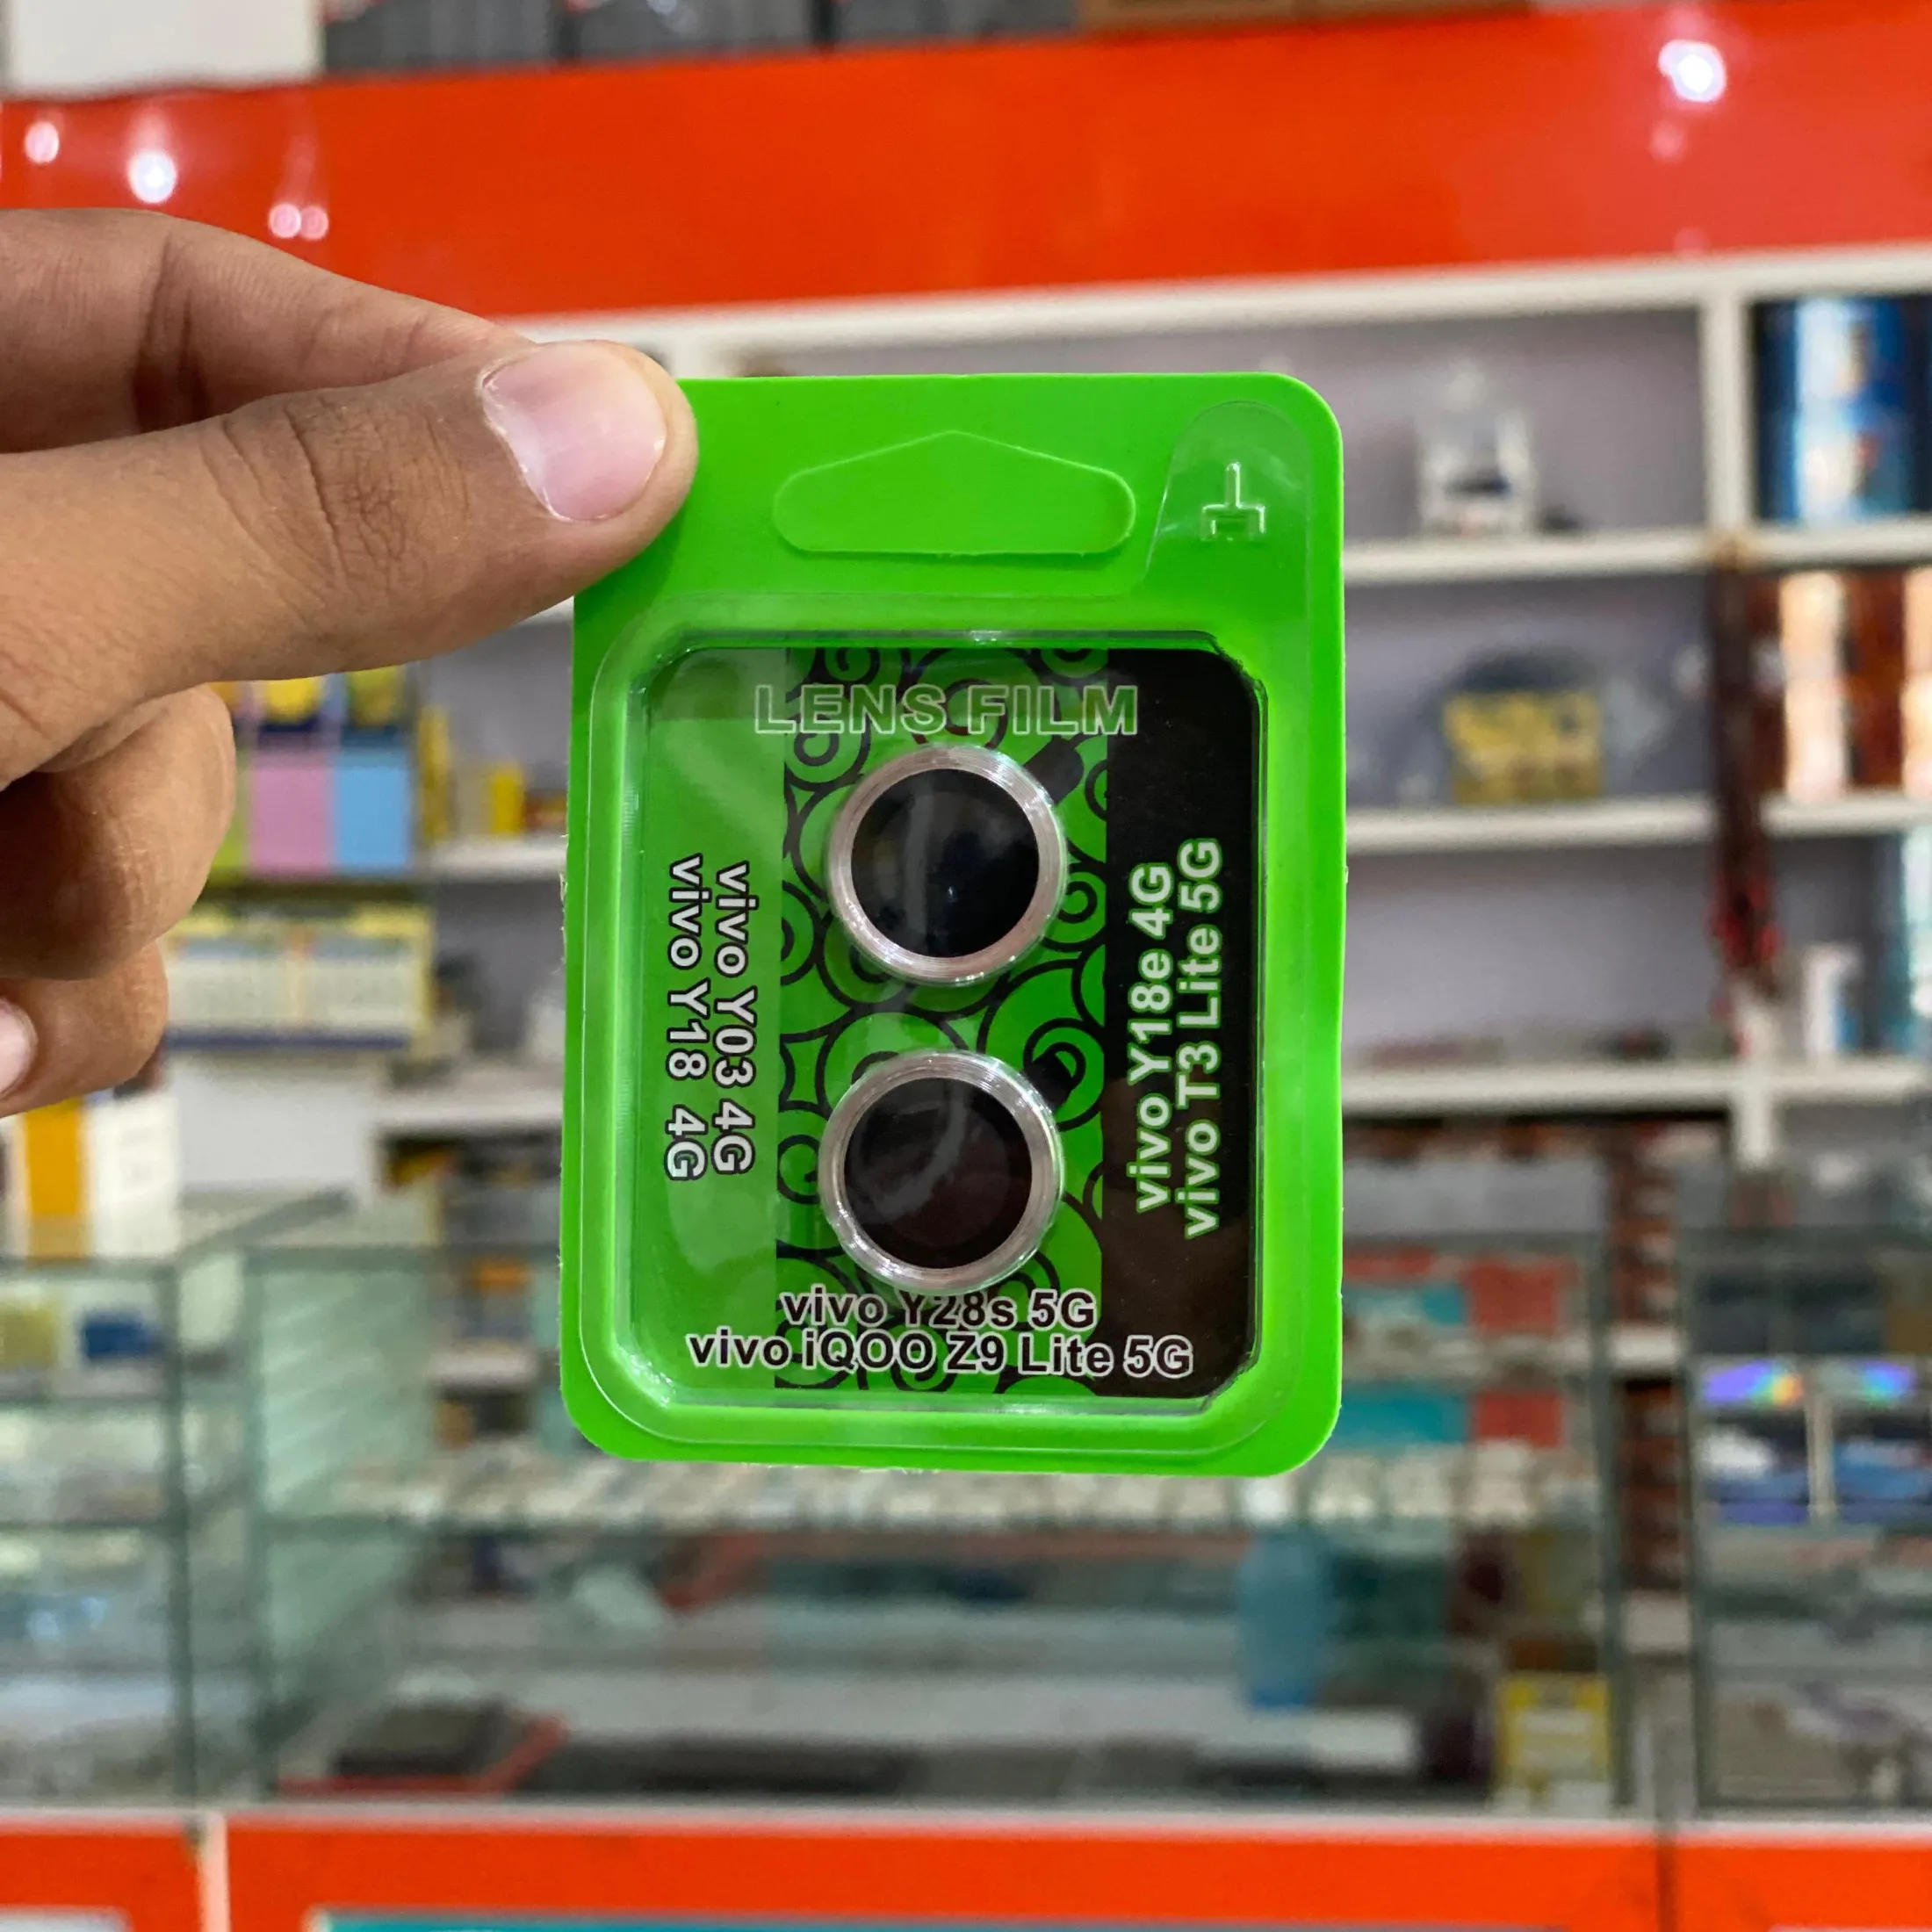 LENS FILM
vivo Y03 4G
vivo Y18 4G
vivo Y18e 4G
vivo T3 Lite 5G
vivo Y28s 5G
vivo iQOO Z9 Lite 5G